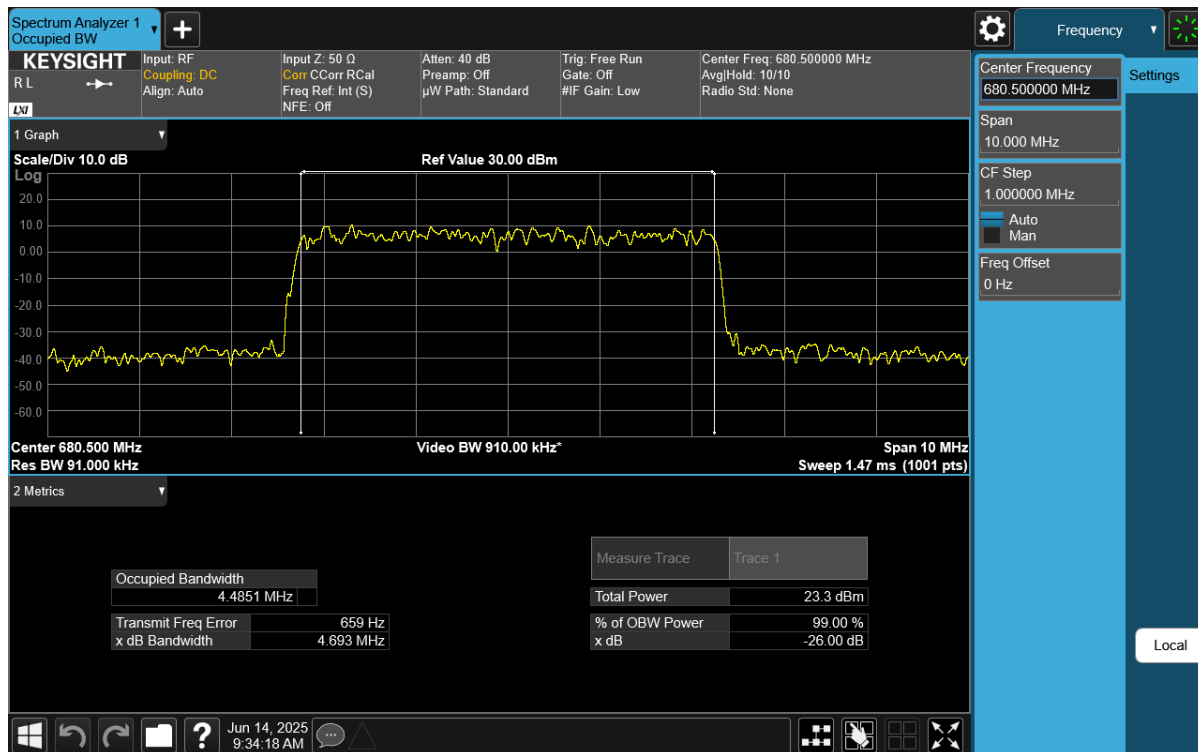 Spectrum Analyzer 1
Occupied BW
Frequency
KEYSIGHT
R L
LXI
Input: RF
Coupling: DC
Align: Auto
Input Z: 50 Ω
Corr CCorr RCal
Freq Ref: Int (S)
NFE: Off
Atten: 40 dB
Preamp: Off
µW Path: Standard
Trig: Free Run
Gate: Off
#IF Gain: Low
Center Freq: 680.500000 MHz
Avg|Hold: 10/10
Radio Std: None
Center Frequency
680.500000 MHz
Settings
Span
10.000 MHz
CF Step
1.000000 MHz
Auto
Man
Freq Offset
0 Hz
Local
1 Graph
Scale/Div 10.0 dB
Ref Value 30.00 dBm
Log
20.0
10.0
0.00
-10.0
-20.0
-30.0
-40.0
-50.0
-60.0
Center 680.500 MHz
Video BW 910.00 kHz*
Span 10 MHz
Res BW 91.000 kHz
Sweep 1.47 ms (1001 pts)
2 Metrics
Measure Trace
Trace 1
Occupied Bandwidth
4.4851 MHz
Total Power
23.3 dBm
Transmit Freq Error
659 Hz
% of OBW Power
99.00 %
x dB Bandwidth
4.693 MHz
x dB
-26.00 dB
?
Jun 14, 2025
9:34:18 AM